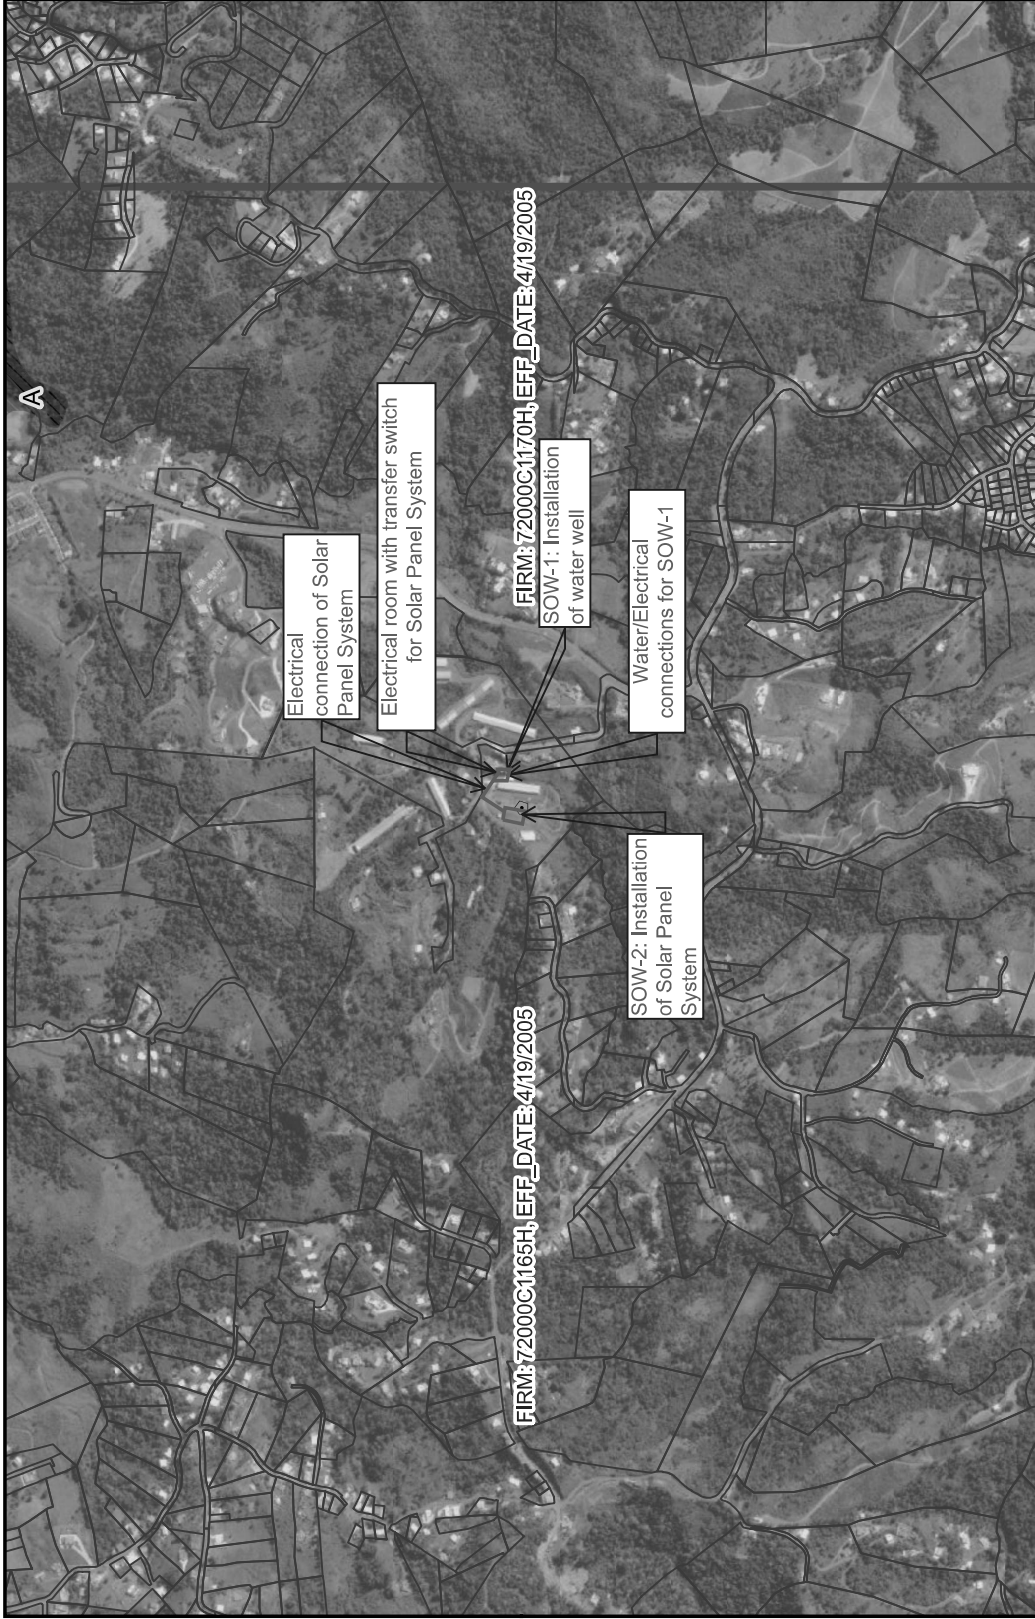 A
Electrical
connection of Solar
Panel System
Electrical room with transfer switch
for Solar Panel System
FIRM: 72000C1165H, EFF_DATE: 4/19/2005
FIRM: 72000C1170H, EFF_DATE: 4/19/2005
SOW-1: Installation
of water well
SOW-2: Installation
of Solar Panel
System
Water/Electrical
connections for SOW-1